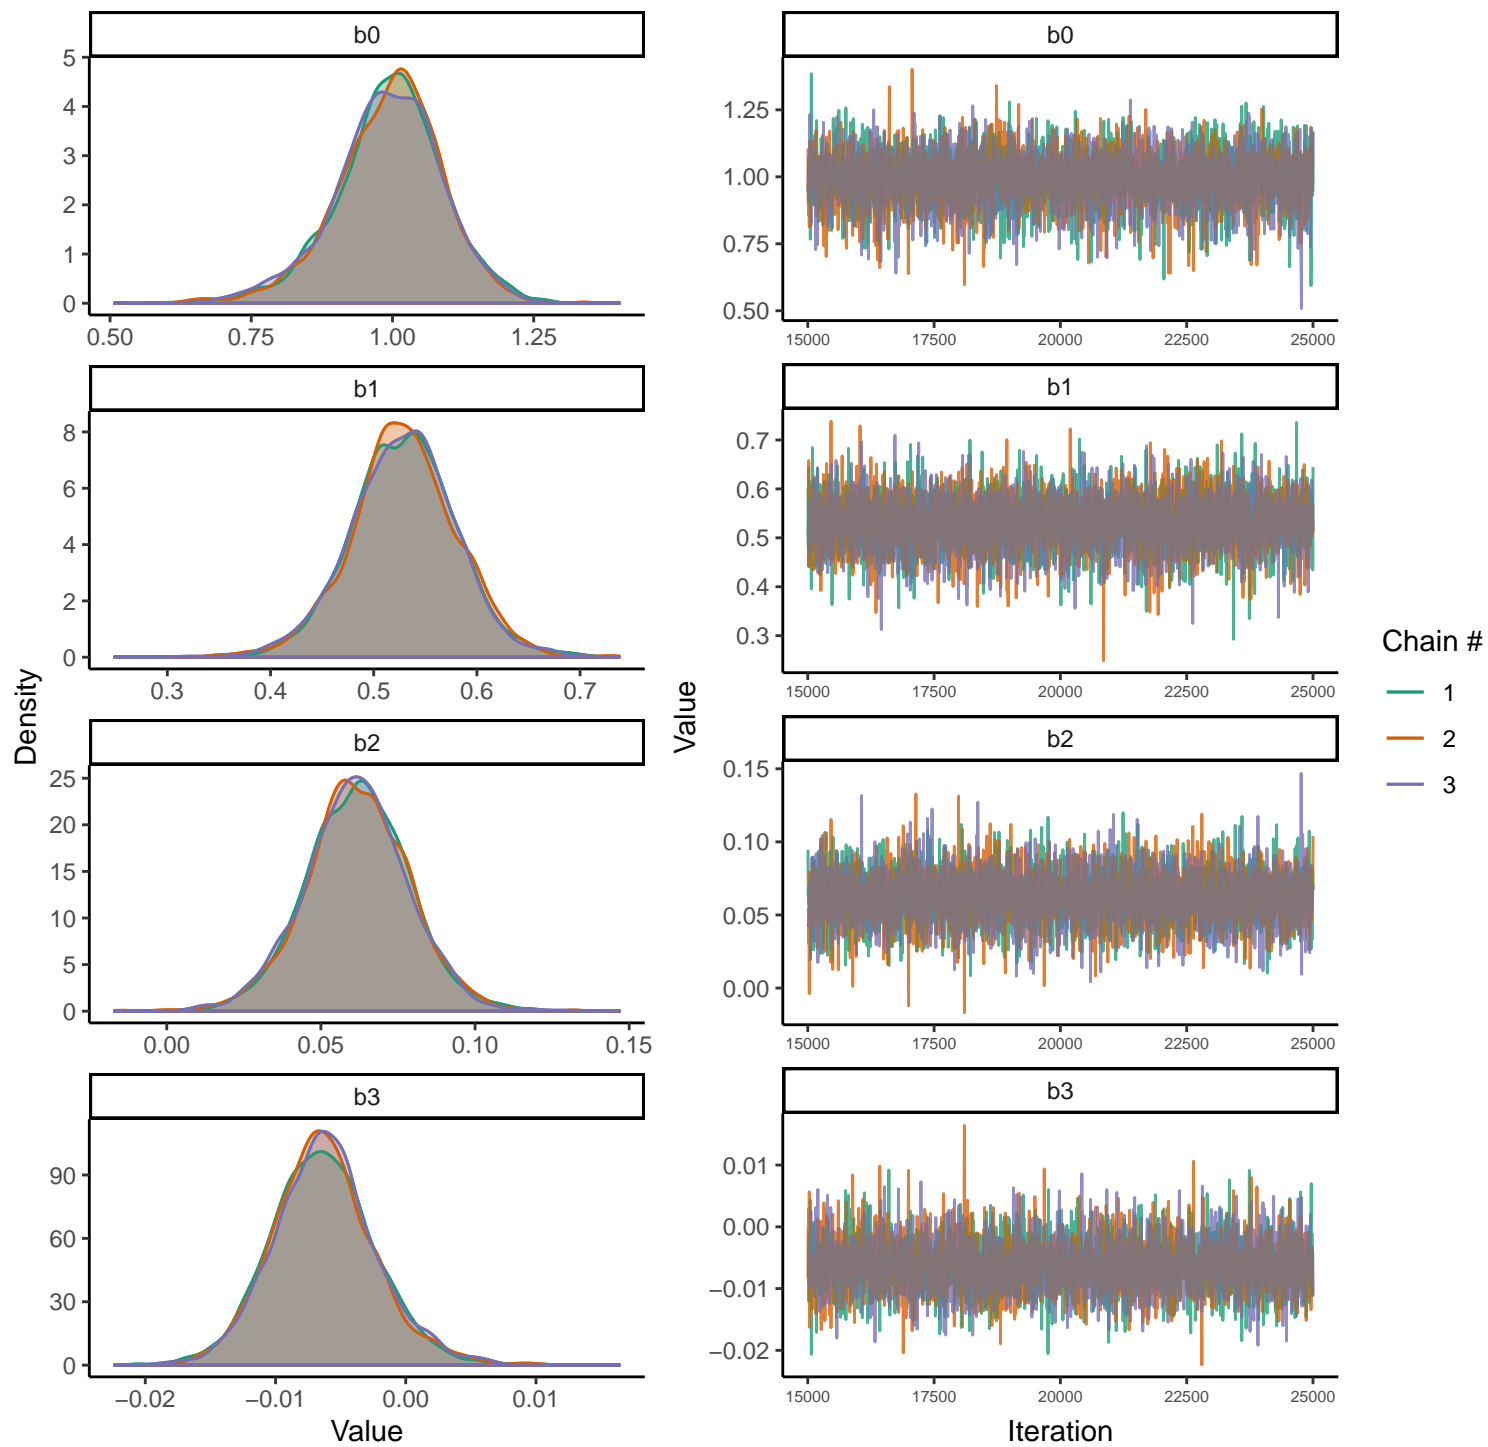 b0
5
4
3
2
1
0
0.50 0.75 1.00 1.25
b1
8
6
4
2
0
0.3 0.4 0.5 0.6 0.7
b2
25
20
15
10
5
0
0.00 0.05 0.10 0.15
b3
90
60
30
0
−0.02 −0.01 0.00 0.01
Density
Value
b0
1.25
1.00
0.75
0.50
15000 17500 20000 22500 25000
b1
0.7
0.6
0.5
0.4
0.3
15000 17500 20000 22500 25000
b2
0.15
0.10
0.05
0.00
15000 17500 20000 22500 25000
b3
0.01
0.00
−0.01
−0.02
15000 17500 20000 22500 25000
Value
Iteration
Chain #
1
2
3